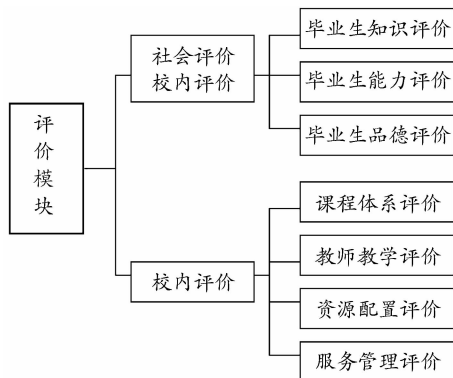 评
价
模
块
社会评价
校内评价
毕业生知识评价
毕业生能力评价
毕业生品德评价
校内评价
课程体系评价
教师教学评价
资源配置评价
服务管理评价